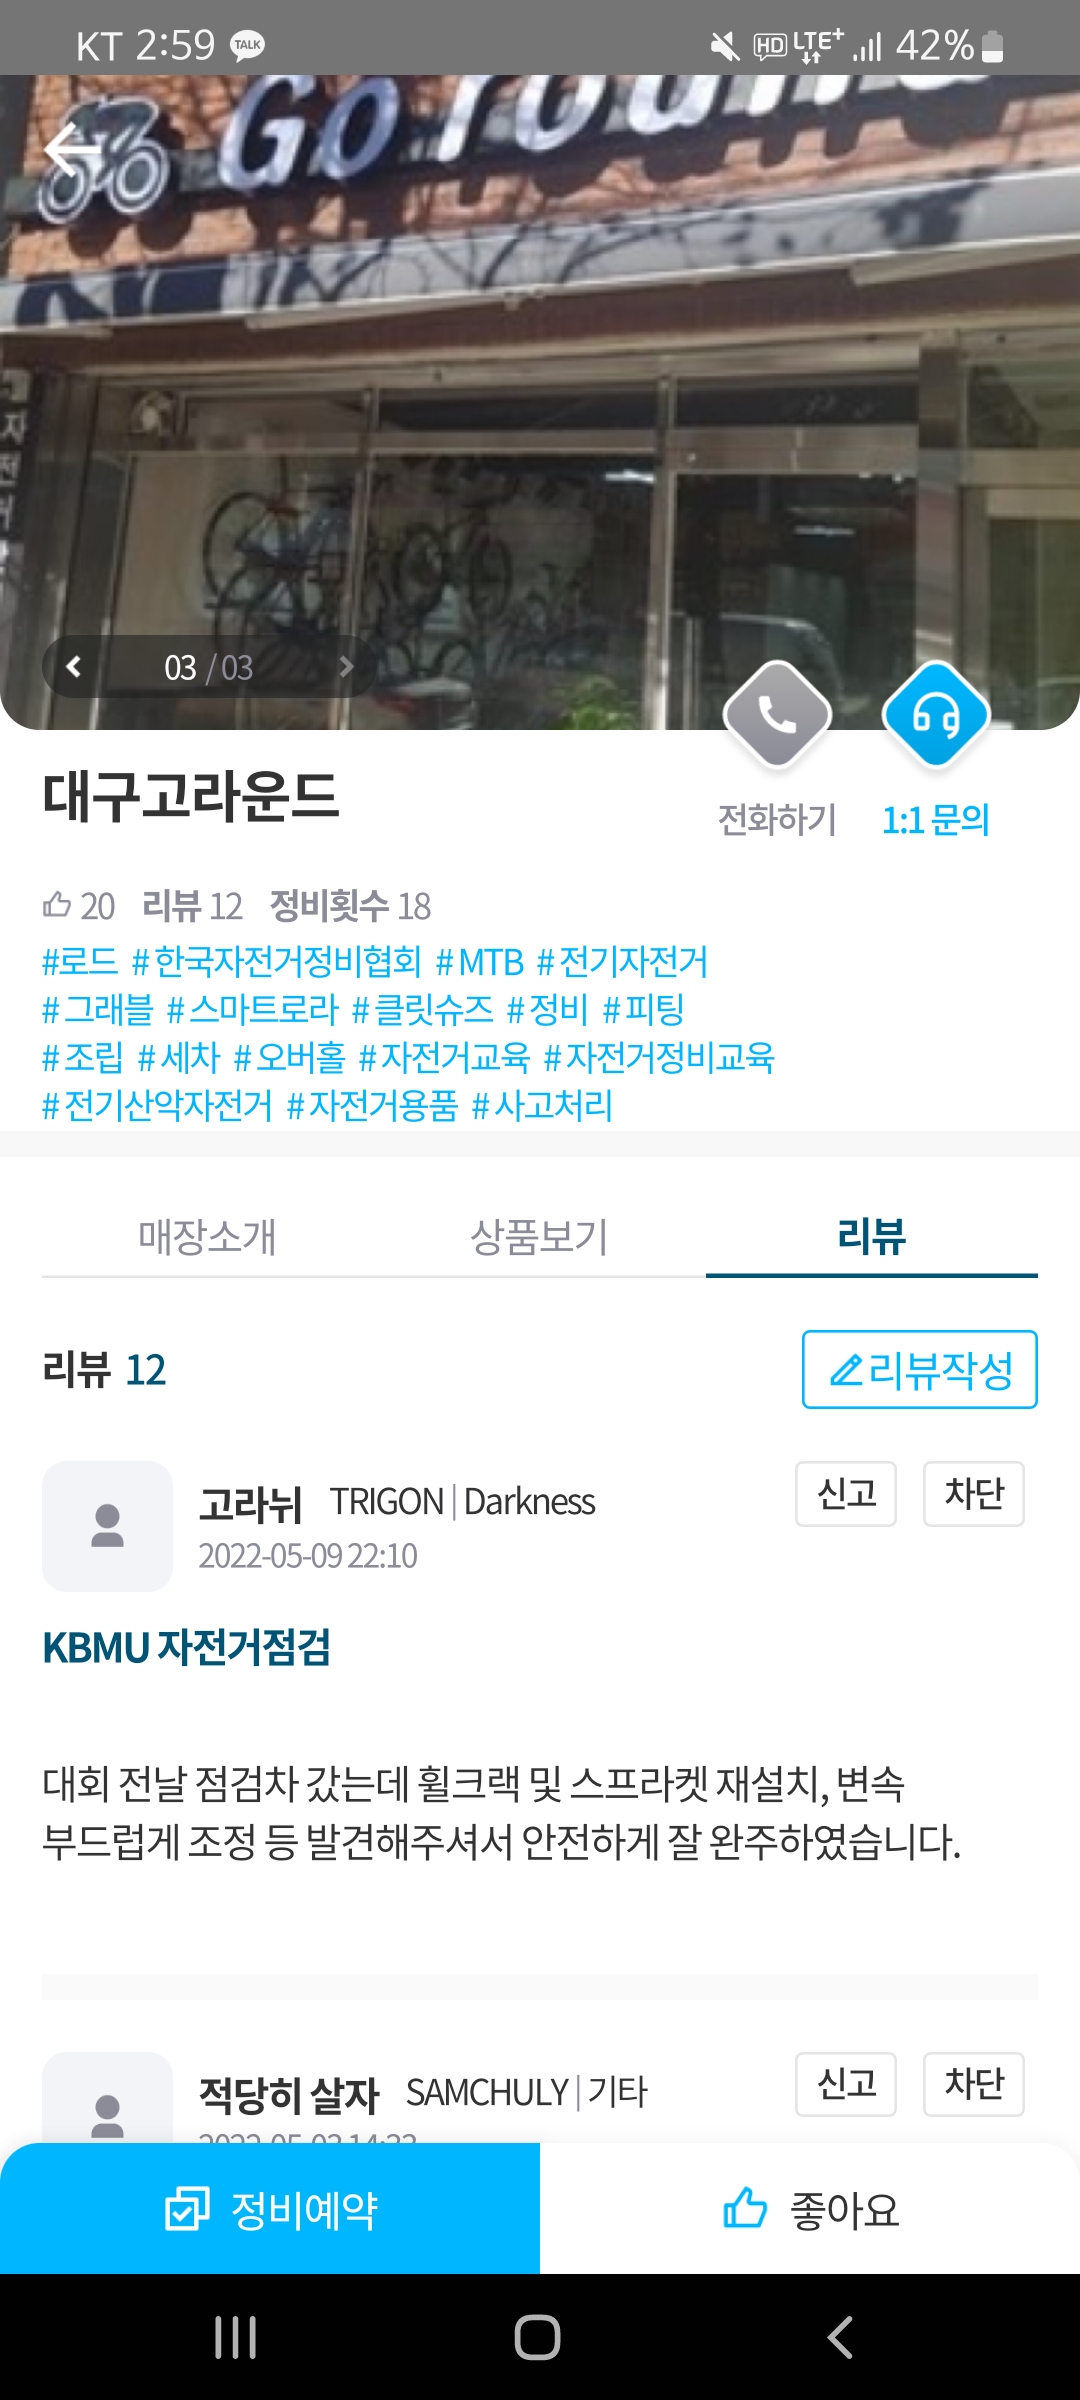 KT 2:59 TALK HD LTE+ 42%
Go round
03 / 03
대구고라운드
전화하기 1:1 문의
20 리뷰 12 정비횟수 18
#로드 #한국자전거정비협회 #MTB #전기자전거
#그래블 #스마트로라 #클릿슈즈 #정비 #피팅
#조립 #세차 #오버홀 #자전거교육 #자전거정비교육
#전기산악자전거 #자전거용품 #사고처리
매장소개 상품보기 리뷰
리뷰 12 리뷰작성
고라뉘 TRIGON | Darkness 신고 차단
2022-05-09 22:10
KBMU 자전거점검
대회 전날 점검차 갔는데 휠크랙 및 스프라켓 재설치, 변속
부드럽게 조정 등 발견해주셔서 안전하게 잘 완주하였습니다.
적당히 살자 SAMCHULY | 기타 신고 차단
정비예약 좋아요